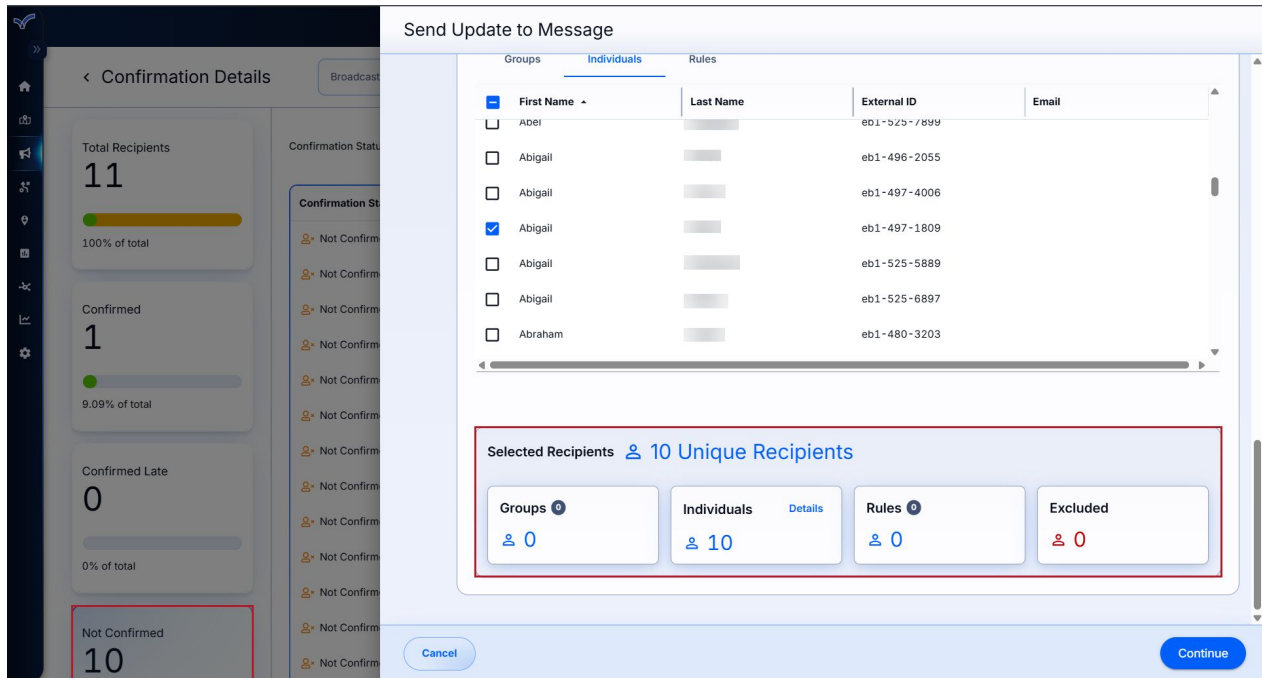 Send Update to Message
Confirmation Details
Broadcast
Total Recipients
11
100% of total
Confirmed
1
9.09% of total
Confirmed Late
0
0% of total
Not Confirmed
10
Confirmation Statu
Confirmation St
Not Confirm
Not Confirm
Not Confirm
Not Confirm
Not Confirm
Not Confirm
Not Confirm
Not Confirm
Not Confirm
Not Confirm
Not Confirm
Not Confirm
Not Confirm
Groups Individuals Rules
First Name Last Name External ID Email
Abel eb1-525-7899
Abigail eb1-496-2055
Abigail eb1-497-4006
Abigail eb1-497-1809
Abigail eb1-525-5889
Abigail eb1-525-6897
Abraham eb1-480-3203
Selected Recipients 10 Unique Recipients
Groups 0
0
Individuals Details
10
Rules 0
0
Excluded
0
Cancel
Continue